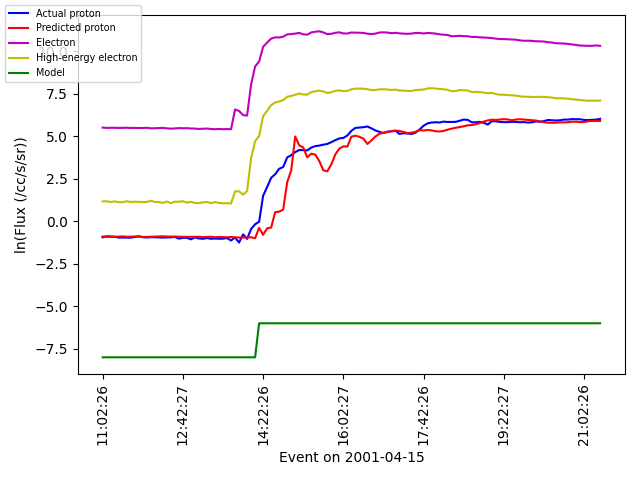 Actual proton
Predicted proton
Electron
High-energy electron
Model
10.0
7.5
5.0
2.5
0.0
−2.5
−5.0
−7.5
ln(Flux (/cc/s/sr))
11:02:26
12:42:27
14:22:26
16:02:27
17:42:26
19:22:27
21:02:26
Event on 2001-04-15